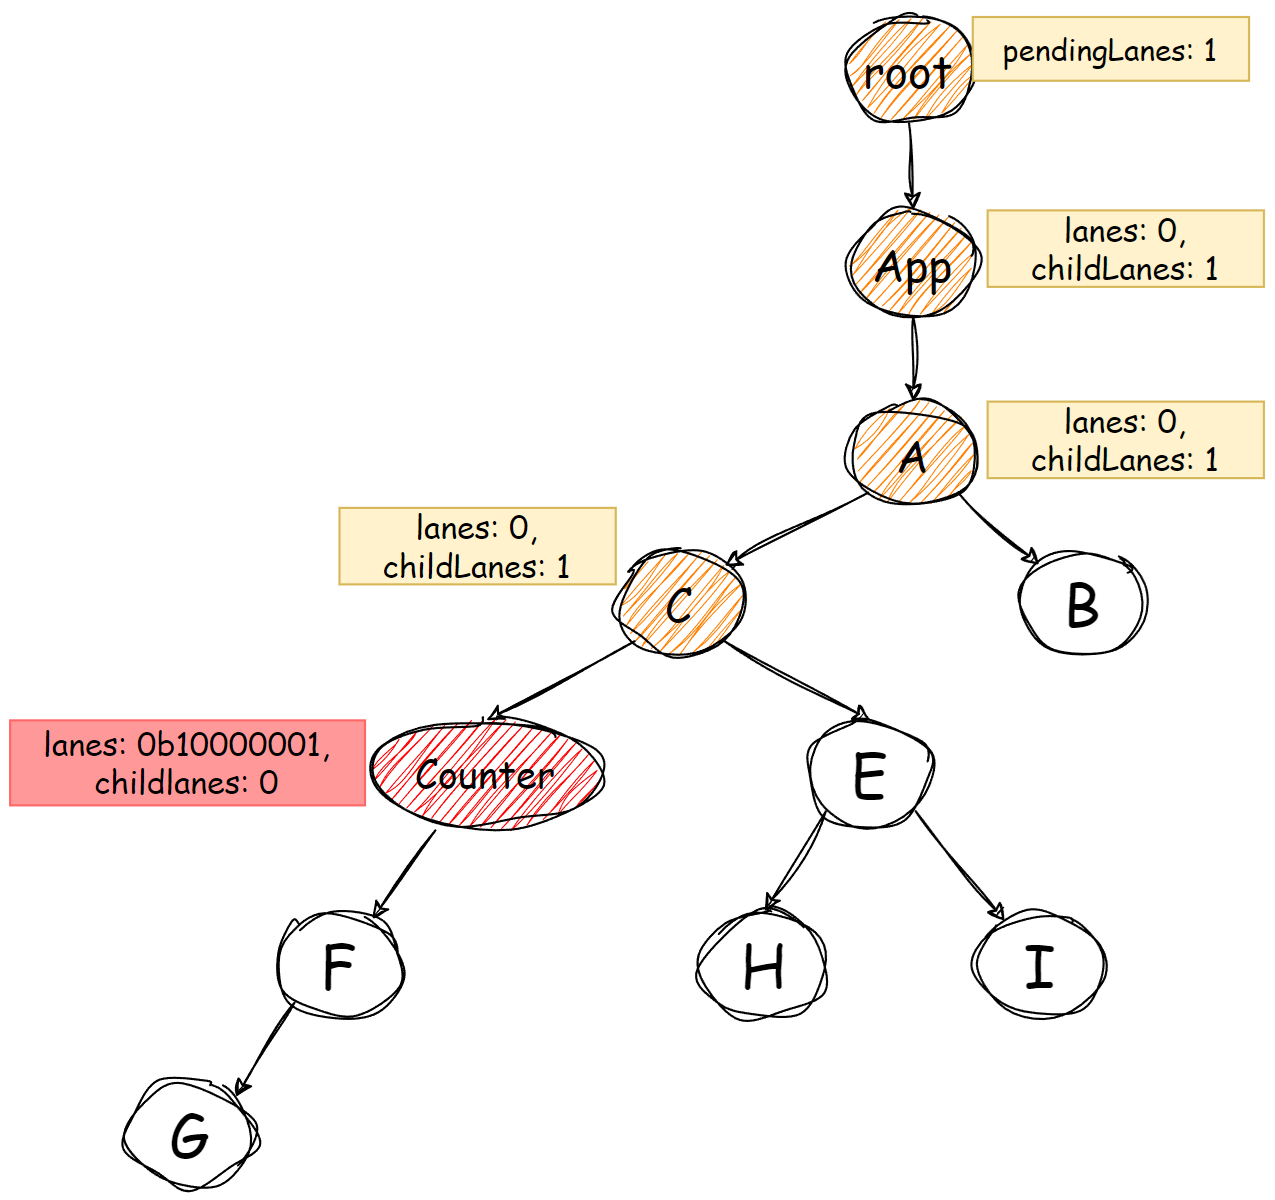 root
pendingLanes: 1
App
lanes: 0,
childLanes: 1
A
lanes: 0,
childLanes: 1
lanes: 0,
childLanes: 1
C
B
lanes: 0b10000001,
childlanes: 0
Counter
E
F
H
I
G